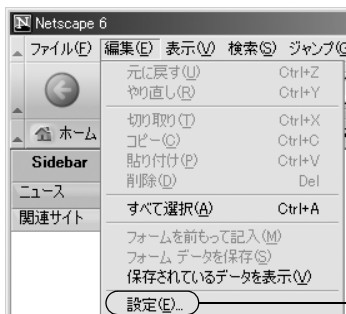 Netscape 6
ファイル(F) 編集(E) 表示(V) 検索(S) ジャンプ(G
元に戻す(U) Ctrl+Z
やり直し(R) Ctrl+Y
切り取り(T) Ctrl+X
ホーム
コピー(C) Ctrl+C
Sidebar
貼り付け(P) Ctrl+V
削除(D) Del
ニュース
すべて選択(A) Ctrl+A
関連サイト
フォームを前もって記入(M)
フォーム データを保存(S)
保存されているデータを表示(V)
設定(E)...